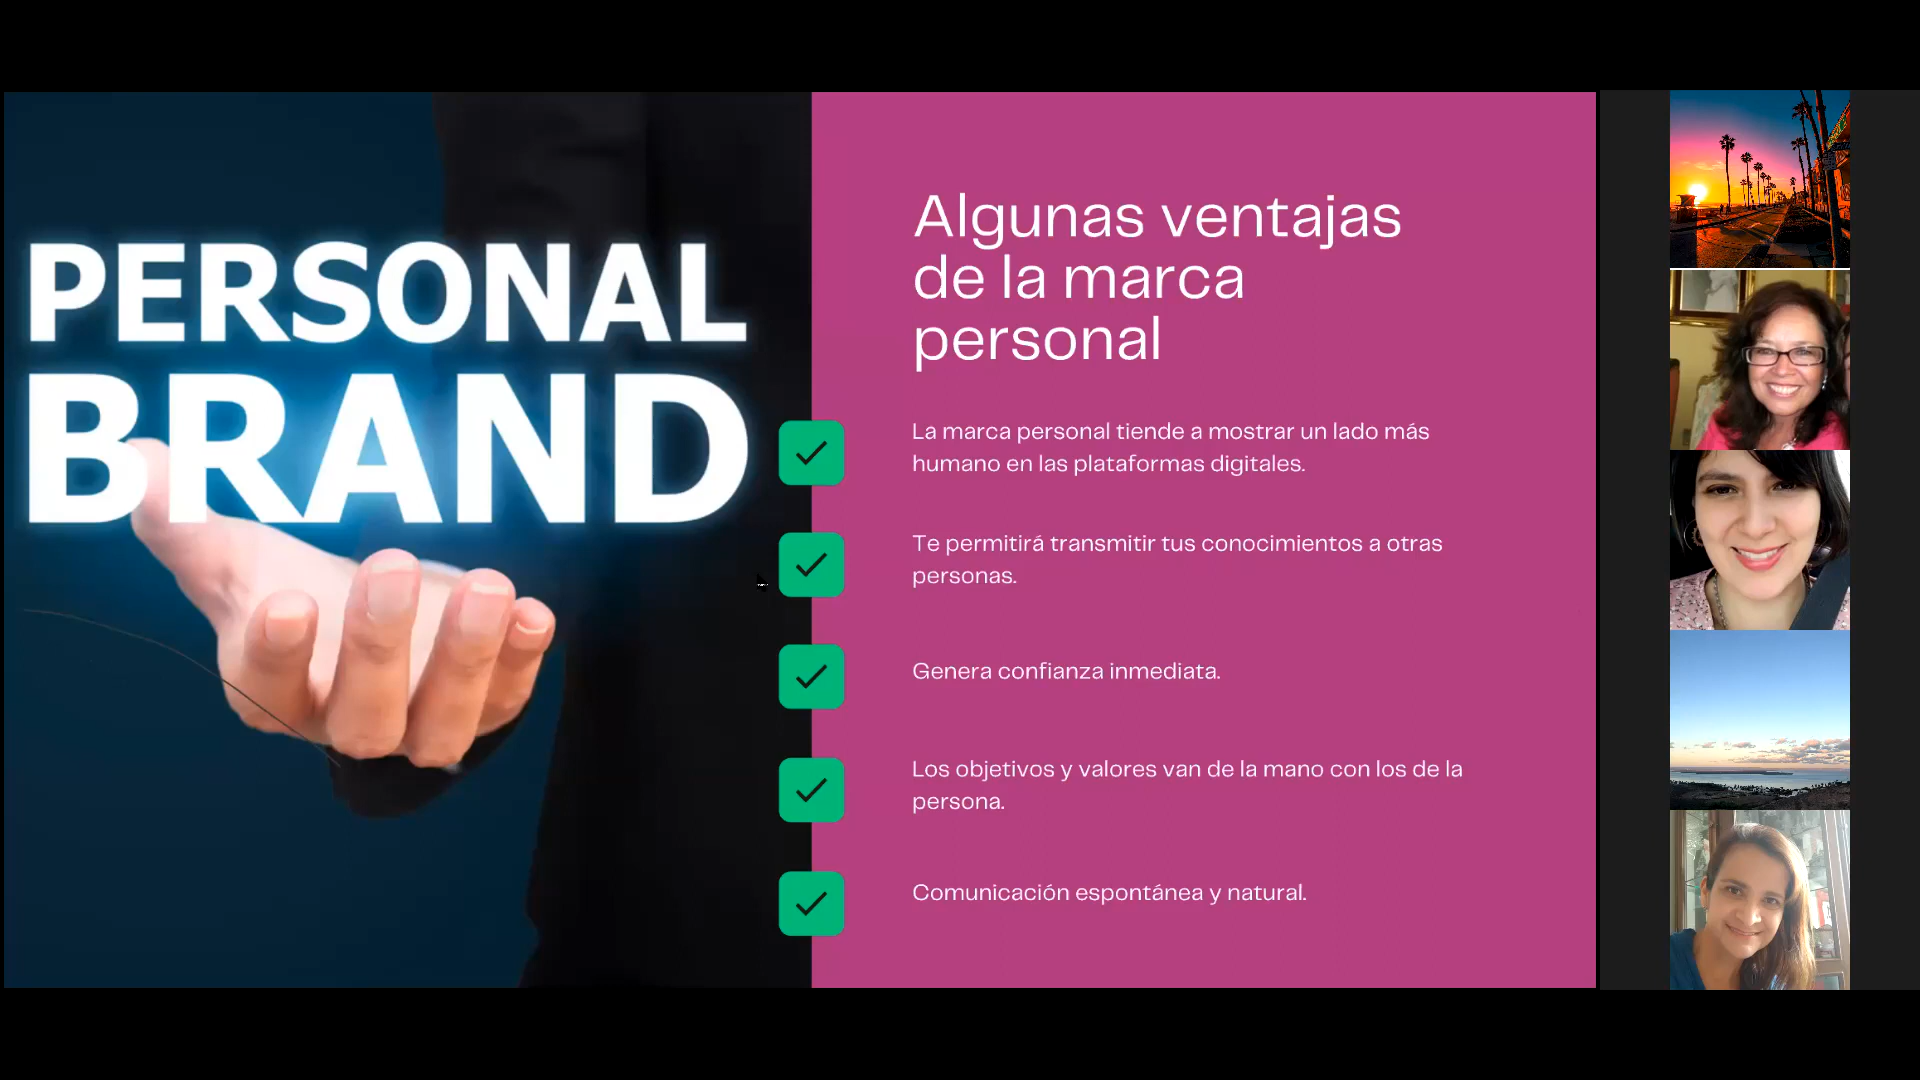 PERSONAL
BRAND
Algunas ventajas
de la marca
personal
La marca personal tiende a mostrar un lado más
humano en las plataformas digitales.
Te permitirá transmitir tus conocimientos a otras
personas.
Genera confianza inmediata.
Los objetivos y valores van de la mano con los de la
persona.
Comunicación espontánea y natural.